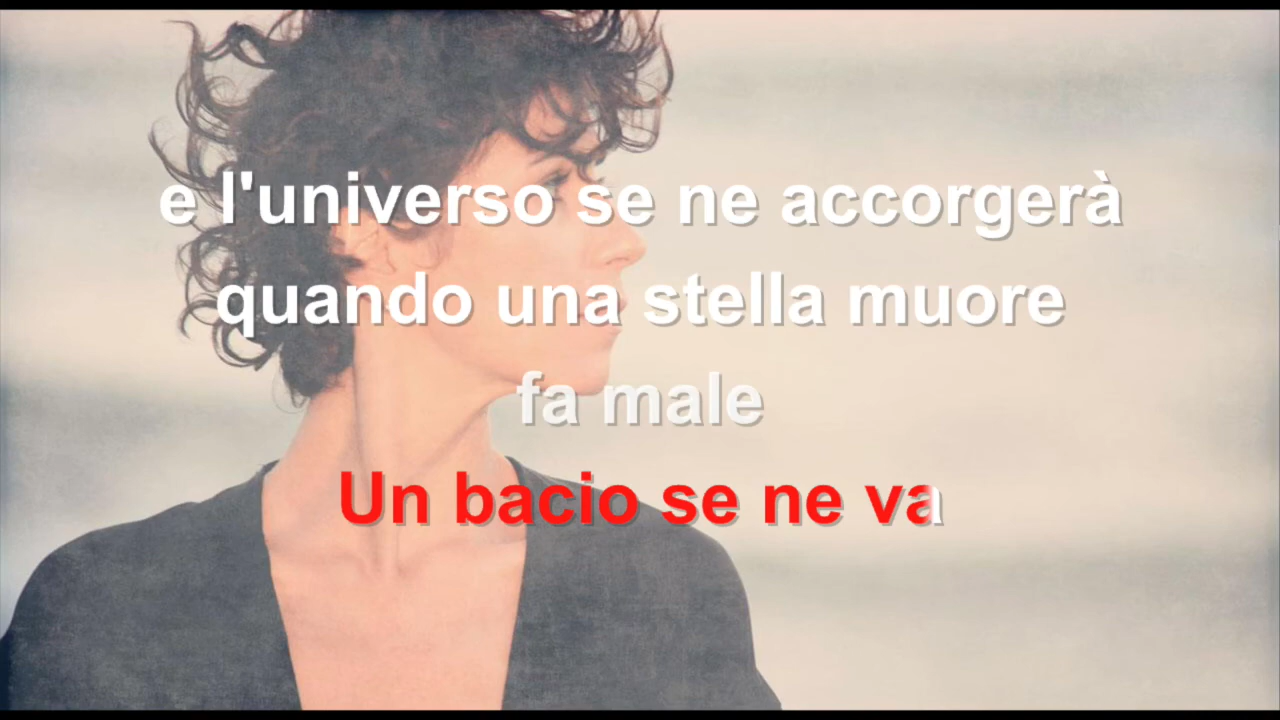 e l'universo se ne accorgerà
quando una stella muore
fa male
Un bacio se ne va